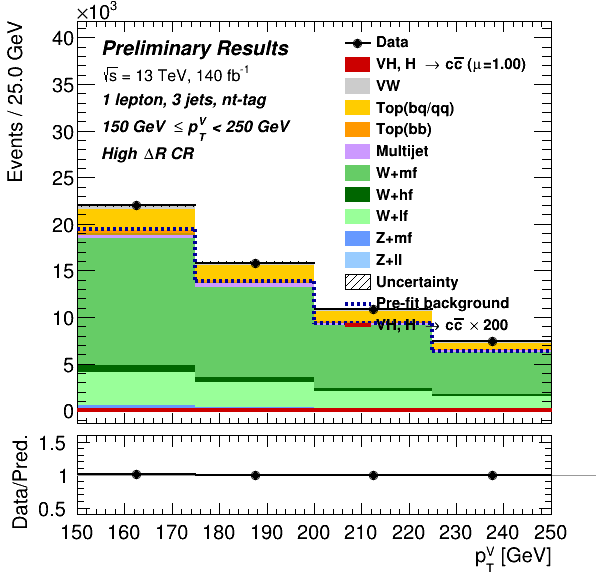 ×10³
Events / 25.0 GeV
40
35
30
25
20
15
10
5
0
Preliminary Results
√s = 13 TeV, 140 fb⁻¹
1 lepton, 3 jets, nt-tag
150 GeV ≤ p_T^V < 250 GeV
High ΔR CR
Data
VH, H → cc̅ (μ=1.00)
VW
Top(bq/qq)
Top(bb)
Multijet
W+mf
W+hf
W+lf
Z+mf
Z+ll
Uncertainty
Pre-fit background
VH, H → cc̅ × 200
Data/Pred.
1.5
1
0.5
150 160 170 180 190 200 210 220 230 240 250
p_T^V [GeV]